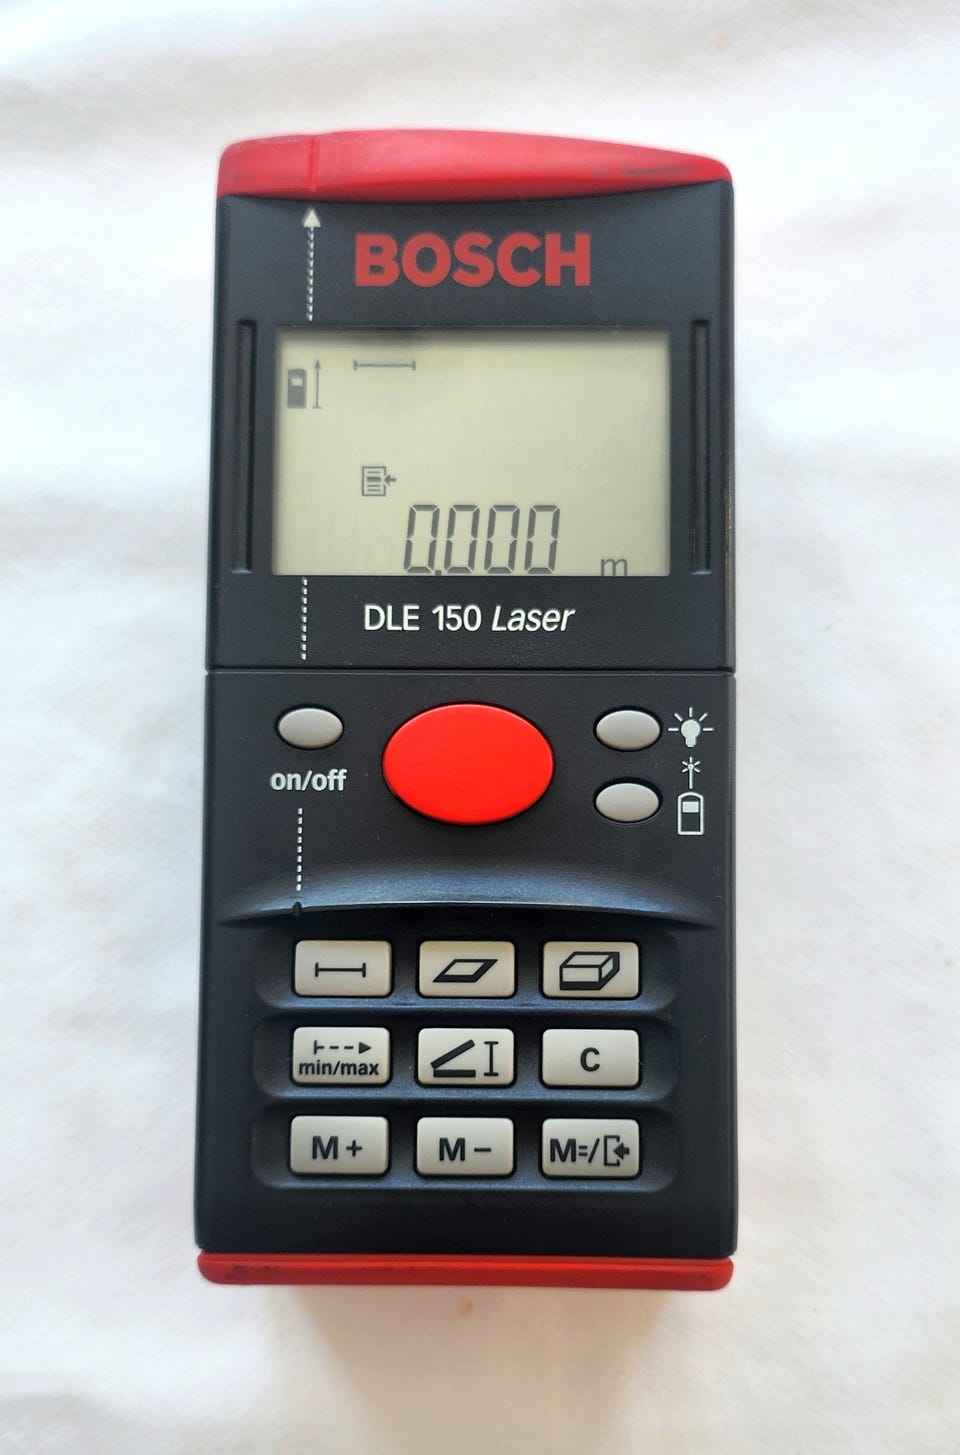 BOSCH
0.000 m
DLE 150 Laser
on/off
min/max
C
M+ M- M=/